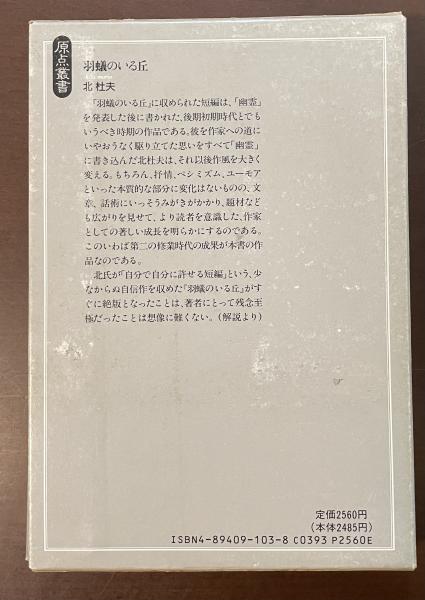 原点叢書
羽蟻のいる丘
北 杜夫
「羽蟻のいる丘」に収められた短編は、「幽霊」
を発表した後に書かれた、後期初期時代とでも
いうべき時期の作品である。彼を作家への道に
いやおうなく駆り立てた思いをすべて「幽霊」
に書き込んだ北杜夫は、それ以後作風を大きく
変える。もちろん、抒情、ペシミズム、ユーモア
といった本質的な部分に変化はないものの、文
章、話術にいっそうみがきがかかり、題材など
も広がりを見せて、より読者を意識した、作家
としての著しい成長を明らかにするのである。
このいわば第二の修業時代の成果が本書の作
品なのである。
北氏が「自分で自分に許せる短編」という、少
なからぬ自信作を収めた『羽蟻のいる丘』がす
ぐに絶版となったことは、著者にとって残念至
極だったことは想像に難くない。(解説より)
定価2560円
(本体2485円)
ISBN4-89409-103-8 C0393 P2560E